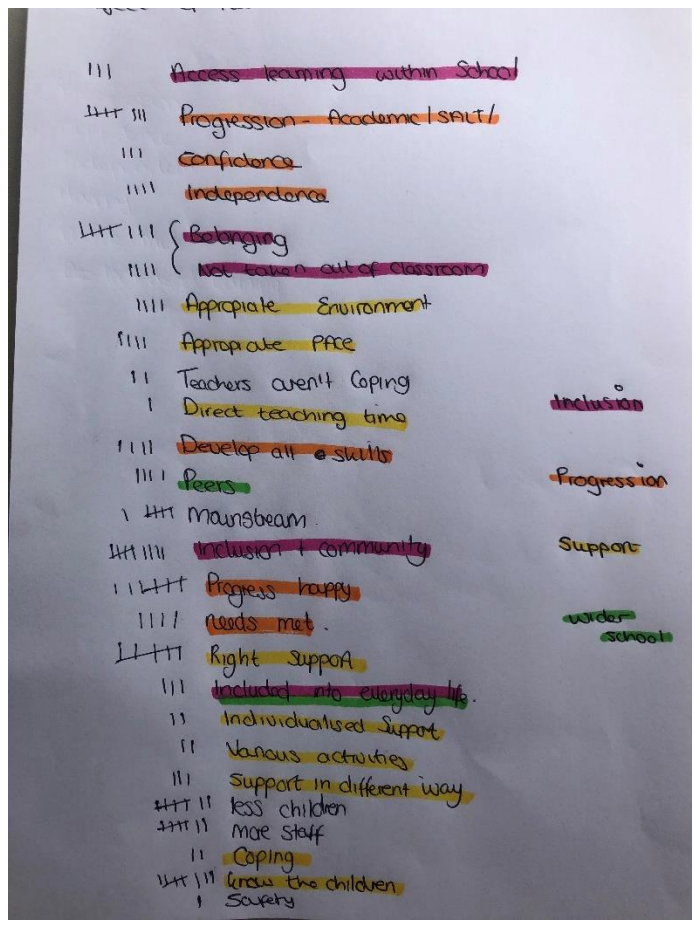 Access learning within School
Progression - Academic / SALT /
Confidence
Independence
Belonging
Not taken out of classroom
Appropiate Environment
Appropiate PACE
Teachers aren't Coping
Direct teaching time
Inclusion
Develop all skills
Peers
Progression
mainstream
Inclusion + community
Support
Progress happy
needs met.
wider
school
Right Support
Included into everyday life.
Individualised Support
Various activities
Support in different way
less children
more staff
Coping
know the children